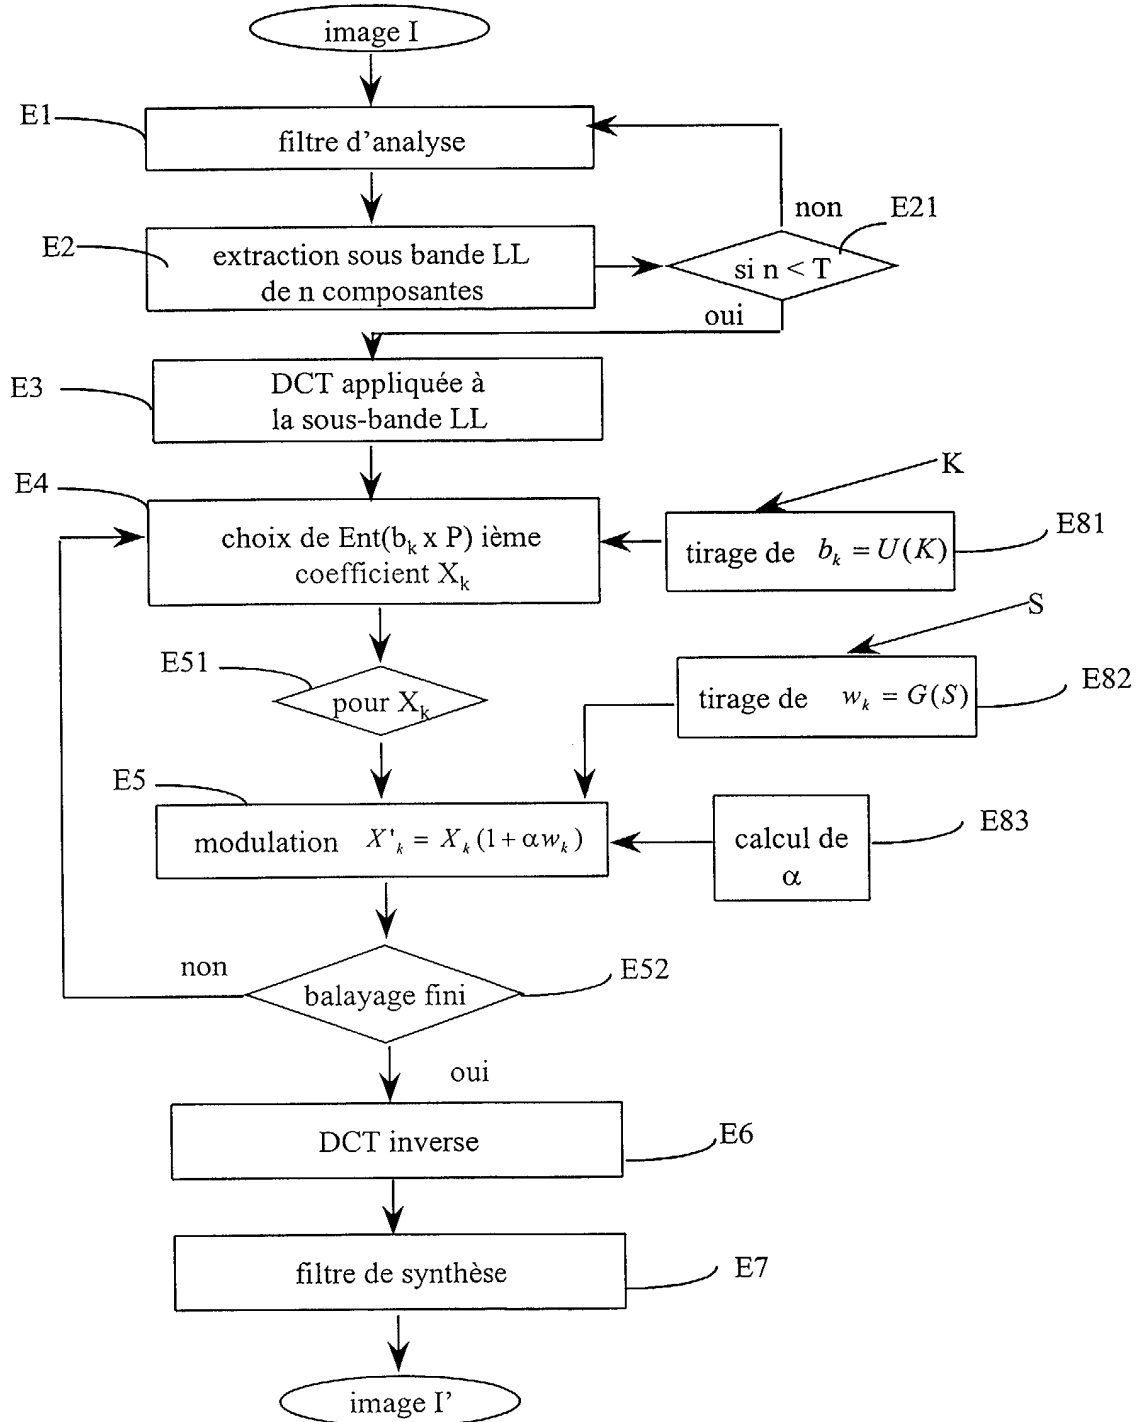 image I
E1
filtre d'analyse
non
E21
E2
extraction sous bande LL
de n composantes
si n < T
oui
E3
DCT appliquée à
la sous-bande LL
K
E4
choix de Ent(b_k x P) ième
coefficient X_k
tirage de b_k = U(K)
E81
S
E51
pour X_k
tirage de w_k = G(S)
E82
E5
modulation X'_k = X_k (1 + αw_k)
calcul de
α
E83
non
balayage fini
E52
oui
DCT inverse
E6
filtre de synthèse
E7
image I'